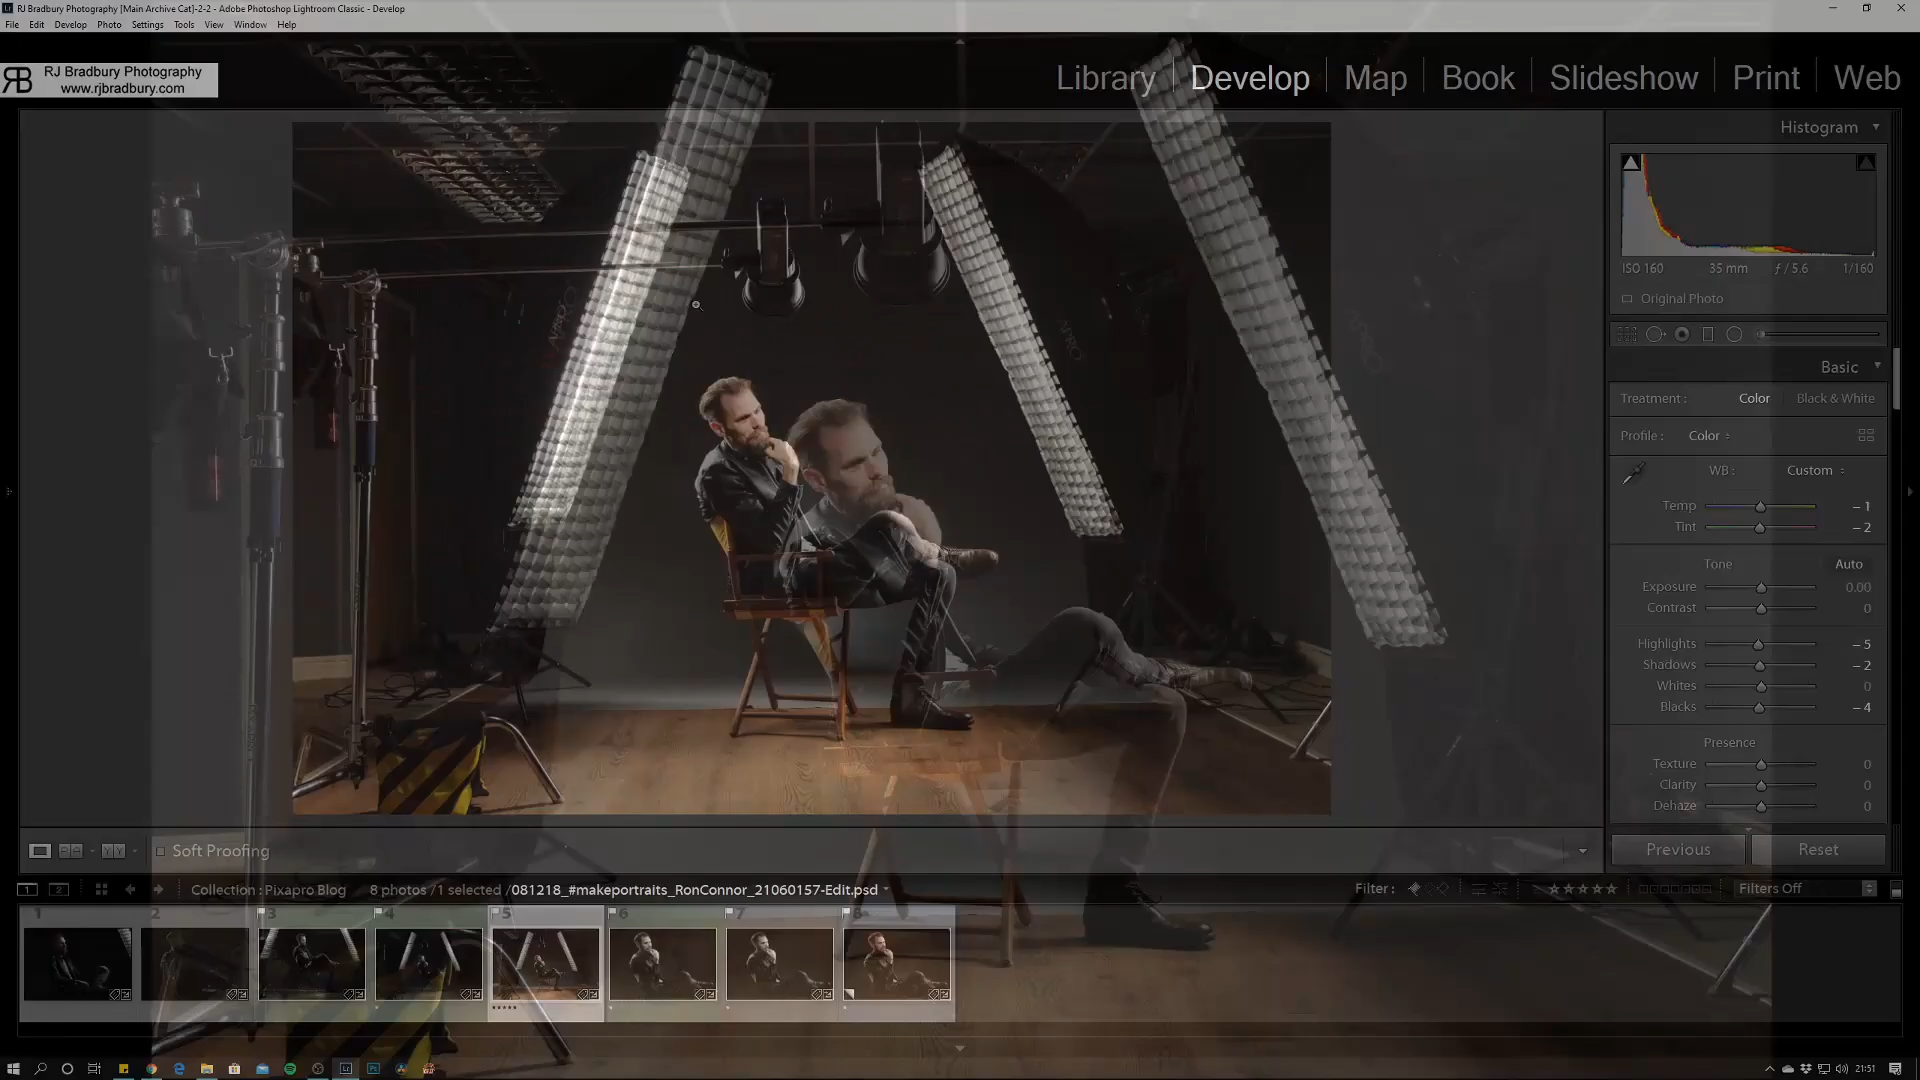 RJ Bradbury Photography [Main Archive Cat]-2-2 - Adobe Photoshop Lightroom Classic - Develop
File Edit Develop Photo Settings Tools View Window Help
RB RJ Bradbury Photography
www.rjbradbury.com
Library Develop Map Book Slideshow Print Web
Histogram
ISO 160 35 mm ƒ / 5.6 1/160
Original Photo
Basic
Treatment : Color Black & White
Profile : Color
WB : Custom
Temp – 1
Tint – 2
Tone Auto
Exposure 0.00
Contrast 0
Highlights – 5
Shadows – 2
Whites 0
Blacks – 4
Presence
Texture 0
Clarity 0
Dehaze 0
Previous Reset
Soft Proofing
1 2 Collection : Pixapro Blog 8 photos /1 selected /081218_#makeportraits_RonConnor_21060157-Edit.psd
Filter : Filters Off
1 2 3 4 5 6 7 8
21:51